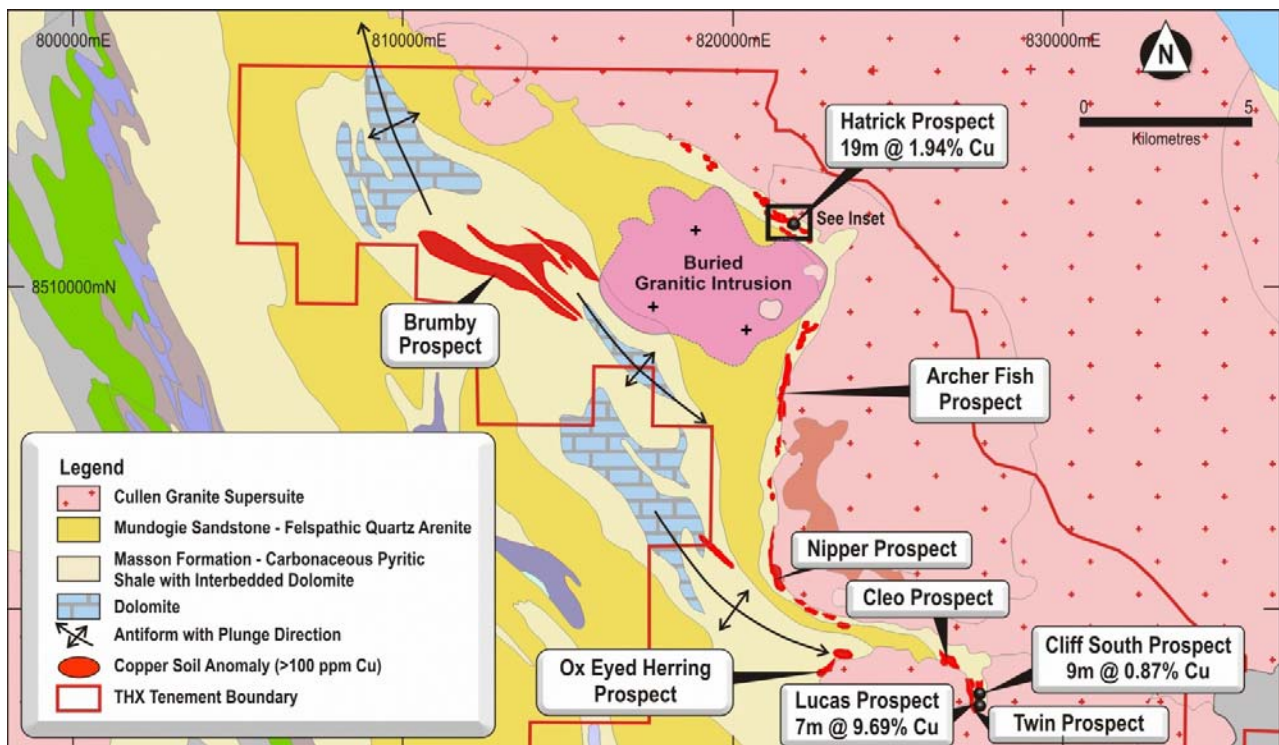 800000mE
810000mE
820000mE
830000mE
N
0
5
Kilometres
Hatrick Prospect
19m @ 1.94% Cu
See Inset
8510000mN
Buried
Granitic Intrusion
Brumby
Prospect
Archer Fish
Prospect
Legend
Cullen Granite Supersuite
Mundogie Sandstone - Felspathic Quartz Arenite
Masson Formation - Carbonaceous Pyritic
Shale with Interbedded Dolomite
Dolomite
Antiform with Plunge Direction
Copper Soil Anomaly (>100 ppm Cu)
THX Tenement Boundary
Nipper Prospect
Cleo Prospect
Cliff South Prospect
9m @ 0.87% Cu
Ox Eyed Herring
Prospect
Lucas Prospect
7m @ 9.69% Cu
Twin Prospect